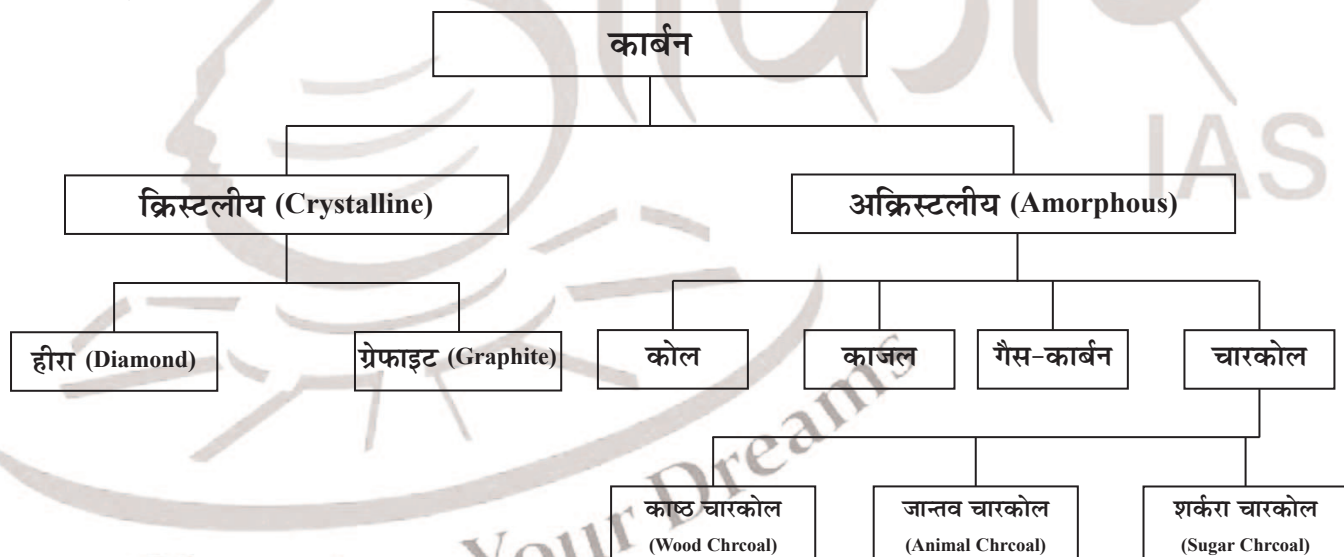 कार्बन
IAS
क्रिस्टलीय (Crystalline)
अक्रिस्टलीय (Amorphous)
हीरा (Diamond)
ग्रेफाइट (Graphite)
कोल
काजल
गैस-कार्बन
चारकोल
काष्ठ चारकोल
(Wood Chrcoal)
जान्तव चारकोल
(Animal Chrcoal)
शर्करा चारकोल
(Sugar Chrcoal)
Your Dreams